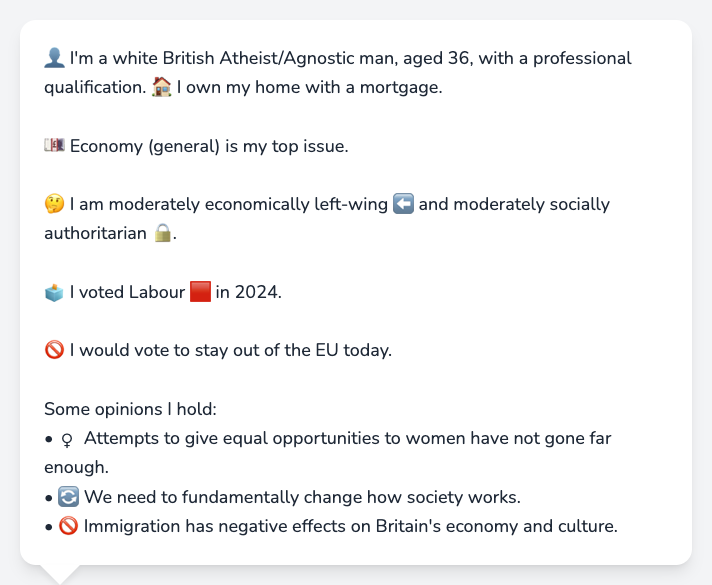 👤 I'm a white British Atheist/Agnostic man, aged 36, with a professional
qualification. 🏠 I own my home with a mortgage.
💷 Economy (general) is my top issue.
🤔 I am moderately economically left-wing ⬅️ and moderately socially
authoritarian 🔒.
🗳️ I voted Labour 🟥 in 2024.
🚫 I would vote to stay out of the EU today.
Some opinions I hold:
• ♀ Attempts to give equal opportunities to women have not gone far
enough.
• 🔄 We need to fundamentally change how society works.
• 🚫 Immigration has negative effects on Britain's economy and culture.